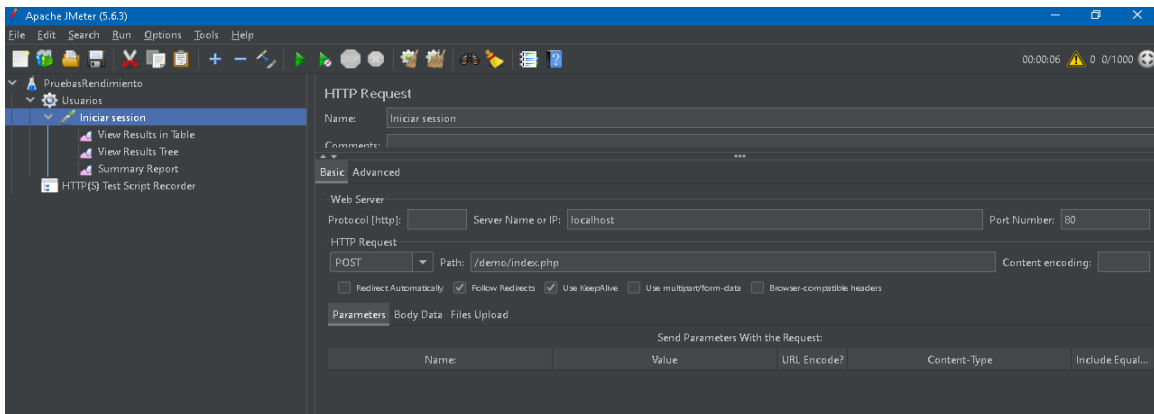 Apache JMeter (5.6.3)
File Edit Search Run Options Tools Help
00:00:06 0 0/1000
PruebasRendimiento
Usuarios
Iniciar session
View Results in Table
View Results Tree
Summary Report
HTTP(S) Test Script Recorder
HTTP Request
Name: Iniciar session
Comments:
Basic Advanced
Web Server
Protocol [http]: Server Name or IP: localhost Port Number: 80
HTTP Request
POST Path: /demo/index.php Content encoding:
Redirect Automatically Follow Redirects Use KeepAlive Use multipart/form-data Browser-compatible headers
Parameters Body Data Files Upload
Send Parameters With the Request:
Name: Value URL Encode? Content-Type Include Equal...